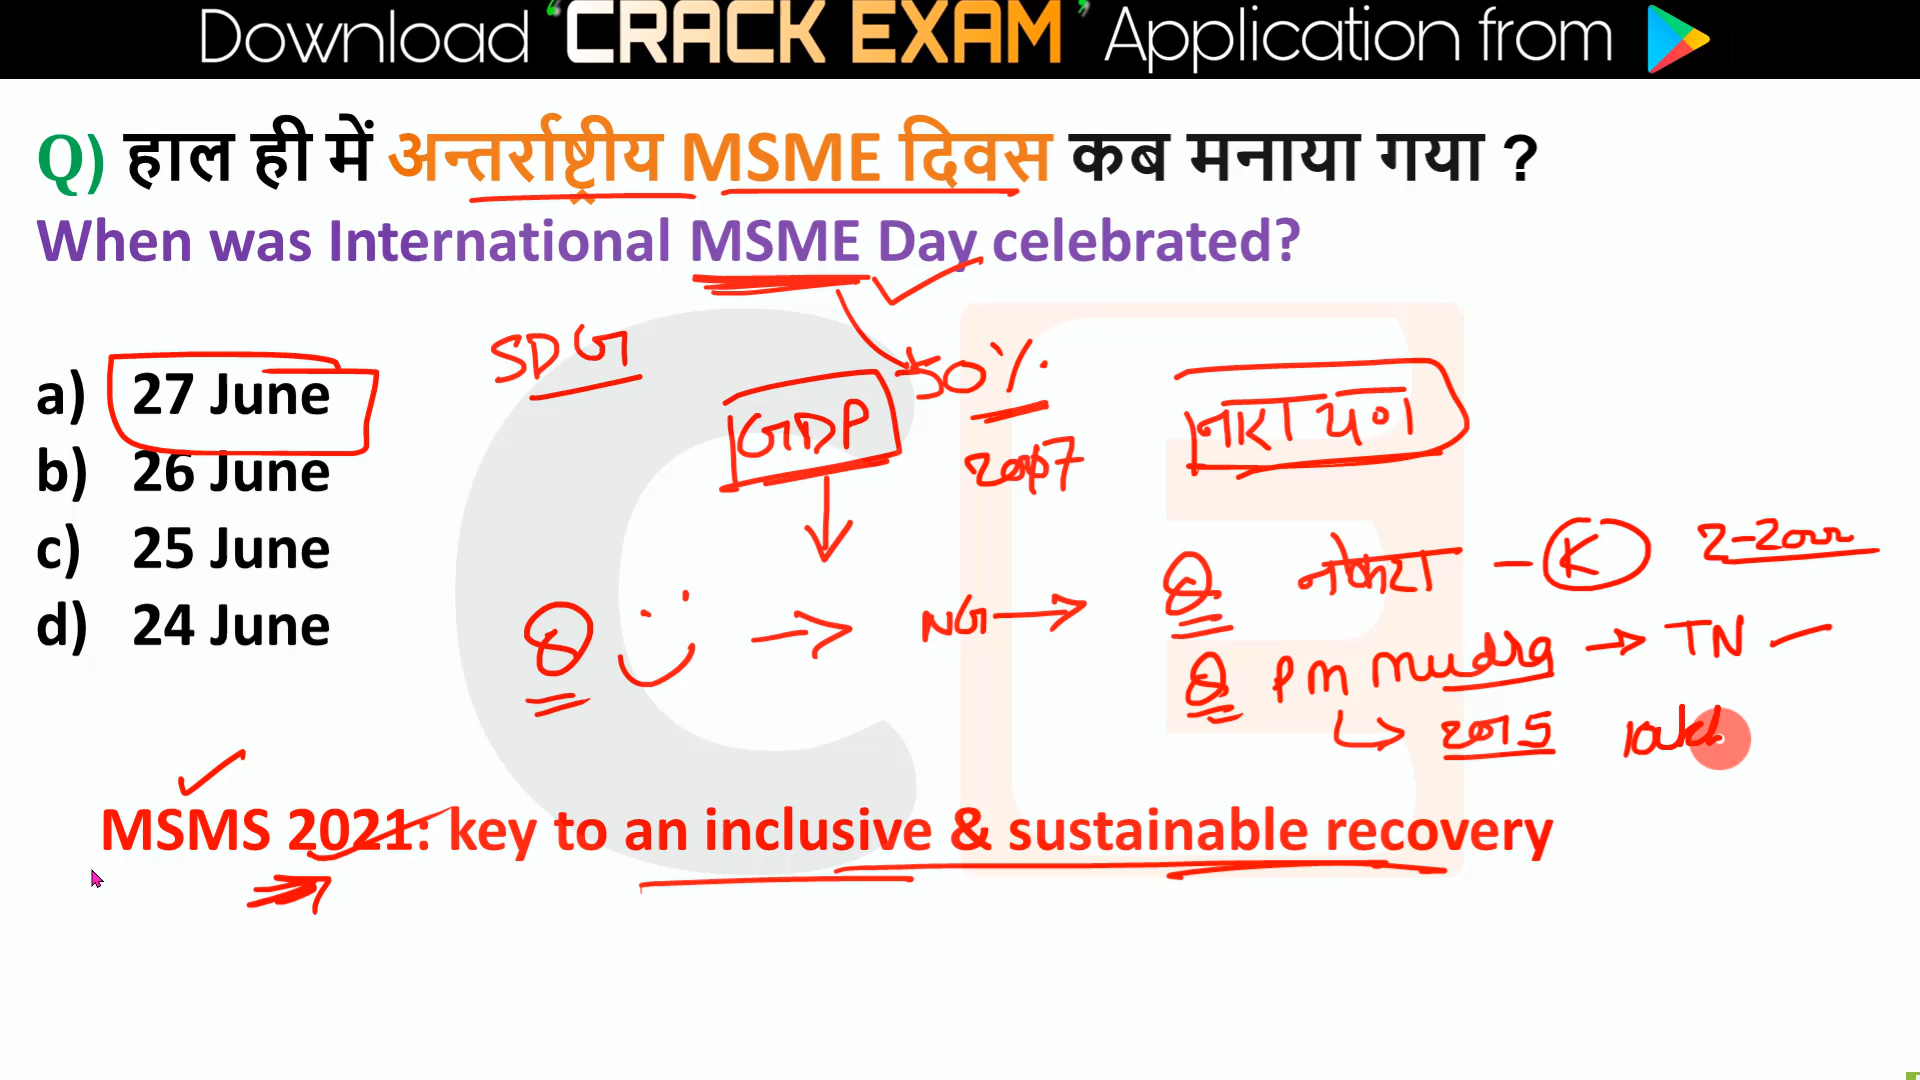 Download ‘CRACK EXAM’ Application from
Q) हाल ही में अन्तर्राष्ट्रीय MSME दिवस कब मनाया गया ?
When was International MSME Day celebrated?
SDG
50%
a) 27 June
GDP
b) 26 June
c) 25 June
K
d) 24 June
NG
TN
PM Mudra
2015
MSMS 2021: key to an inclusive & sustainable recovery